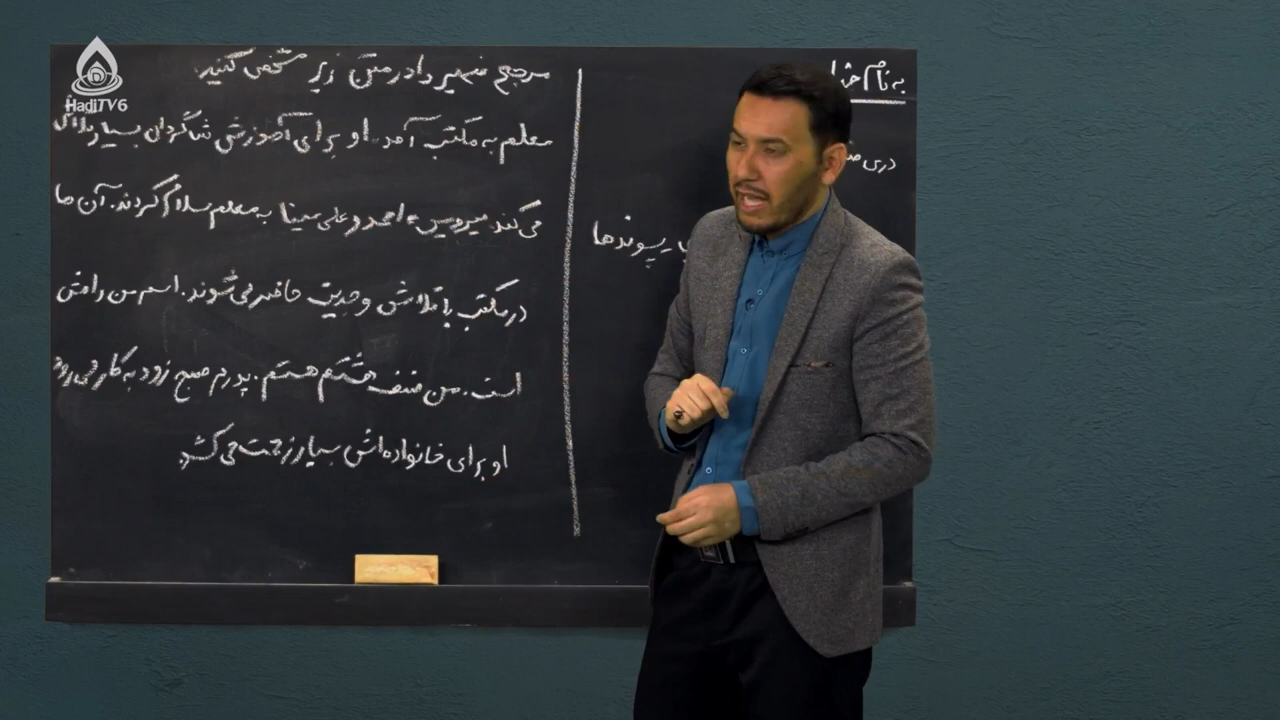 به نام خدا
درس
پسوندها
مرجع ضمیر را در متن زیر مشخص کنید
معلم به مکتب آمد. او برای آموزش شاگردان بسیار تلاش
می‌کند. میرویس، احمد و علی سینا به معلم سلام کردند. آن ها
در مکتب با تلاش و جدیت حاضر می‌شوند. اسم من رامش
است. من صنف هشتم هستم. پدرم صبح زود به کار می‌رود
او برای خانواده‌اش بسیار زحمت می‌کشد
HadiTV6